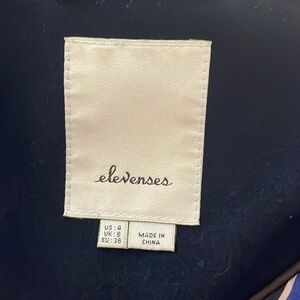 elevenses
US: 4
UK: 8
EU: 36
MADE IN
CHINA